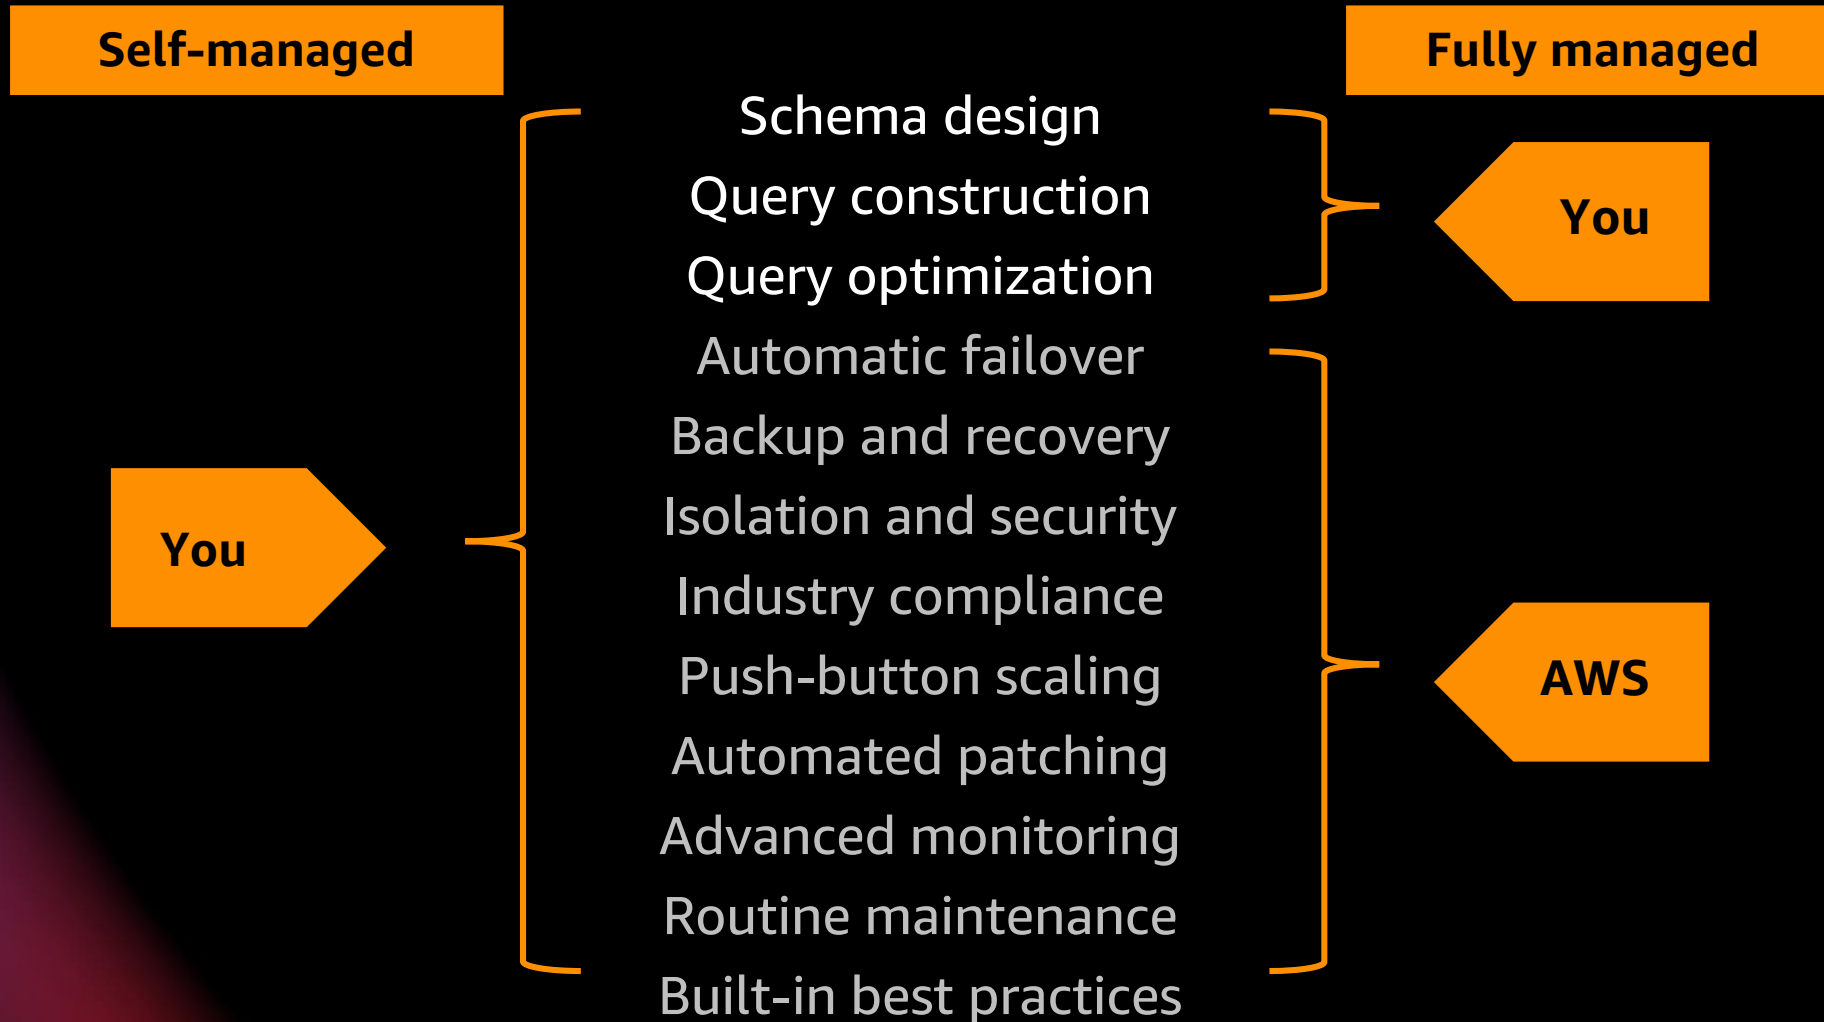 Self-managed
Fully managed
Schema design
Query construction
Query optimization
Automatic failover
Backup and recovery
Isolation and security
Industry compliance
Push-button scaling
Automated patching
Advanced monitoring
Routine maintenance
Built-in best practices
You
You
AWS